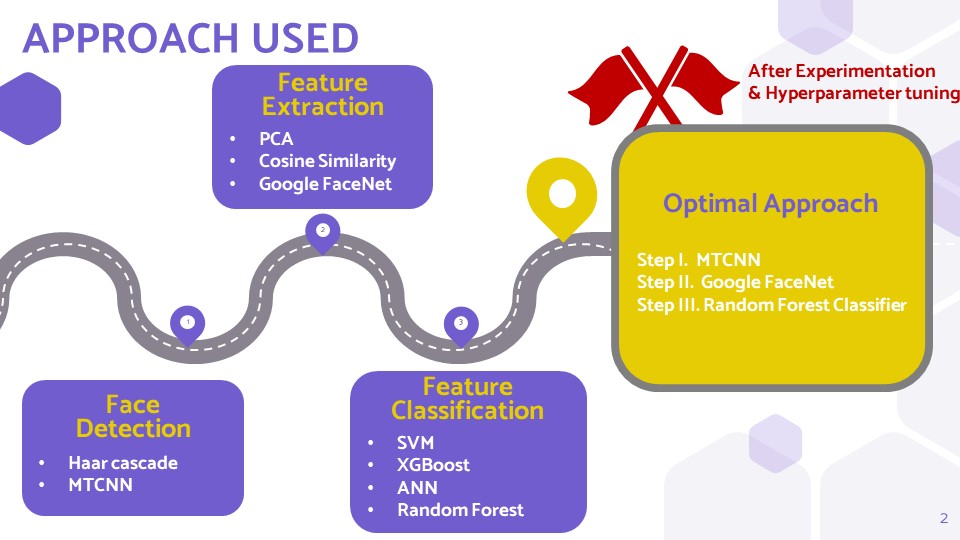 APPROACH USED
After Experimentation
& Hyperparameter tuning
Feature
Extraction
• PCA
• Cosine Similarity
• Google FaceNet
Optimal Approach
Step I. MTCNN
Step II. Google FaceNet
Step III. Random Forest Classifier
2
1
3
Face
Detection
• Haar cascade
• MTCNN
Feature
Classification
• SVM
• XGBoost
• ANN
• Random Forest
2